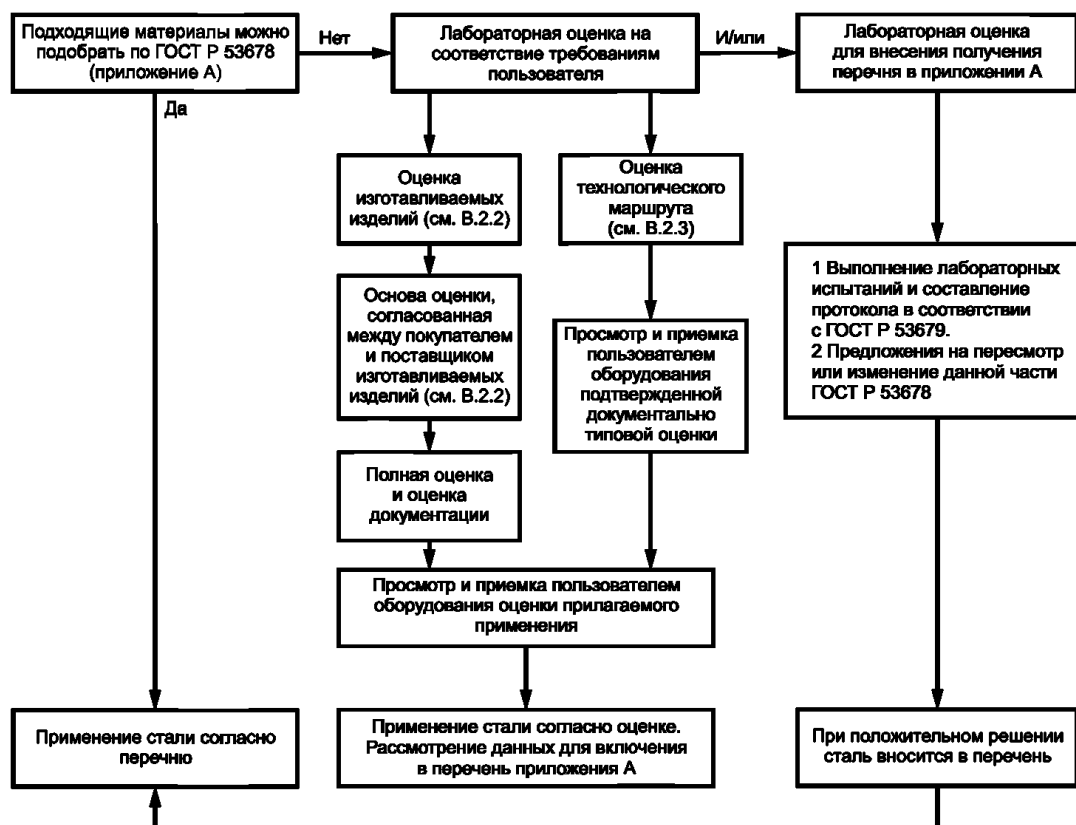 Подходящие материалы можно
подобрать по ГОСТ Р 53678
(приложение А)
Нет
Лабораторная оценка на
соответствие требованиям
пользователя
И/или
Лабораторная оценка
для внесения получения
перечня в приложении А
Да
Оценка
изготавливаемых
изделий (см. В.2.2)
Оценка
технологического
маршрута
(см. В.2.3)
Основа оценки,
согласованная
между покупателем
и поставщиком
изготавливаемых
изделий (см. В.2.2)
Просмотр и приемка
пользователем
оборудования
подтвержденной
документально
типовой оценки
1 Выполнение лабораторных
испытаний и составление
протокола в соответствии
с ГОСТ Р 53679.
2 Предложения на пересмотр
или изменение данной части
ГОСТ Р 53678
Полная оценка
и оценка
документации
Просмотр и приемка пользователем
оборудования оценки прилагаемого
применения
Применение стали согласно
перечню
Применение стали согласно оценке.
Рассмотрение данных для включения
в перечень приложения А
При положительном решении
сталь вносится в перечень